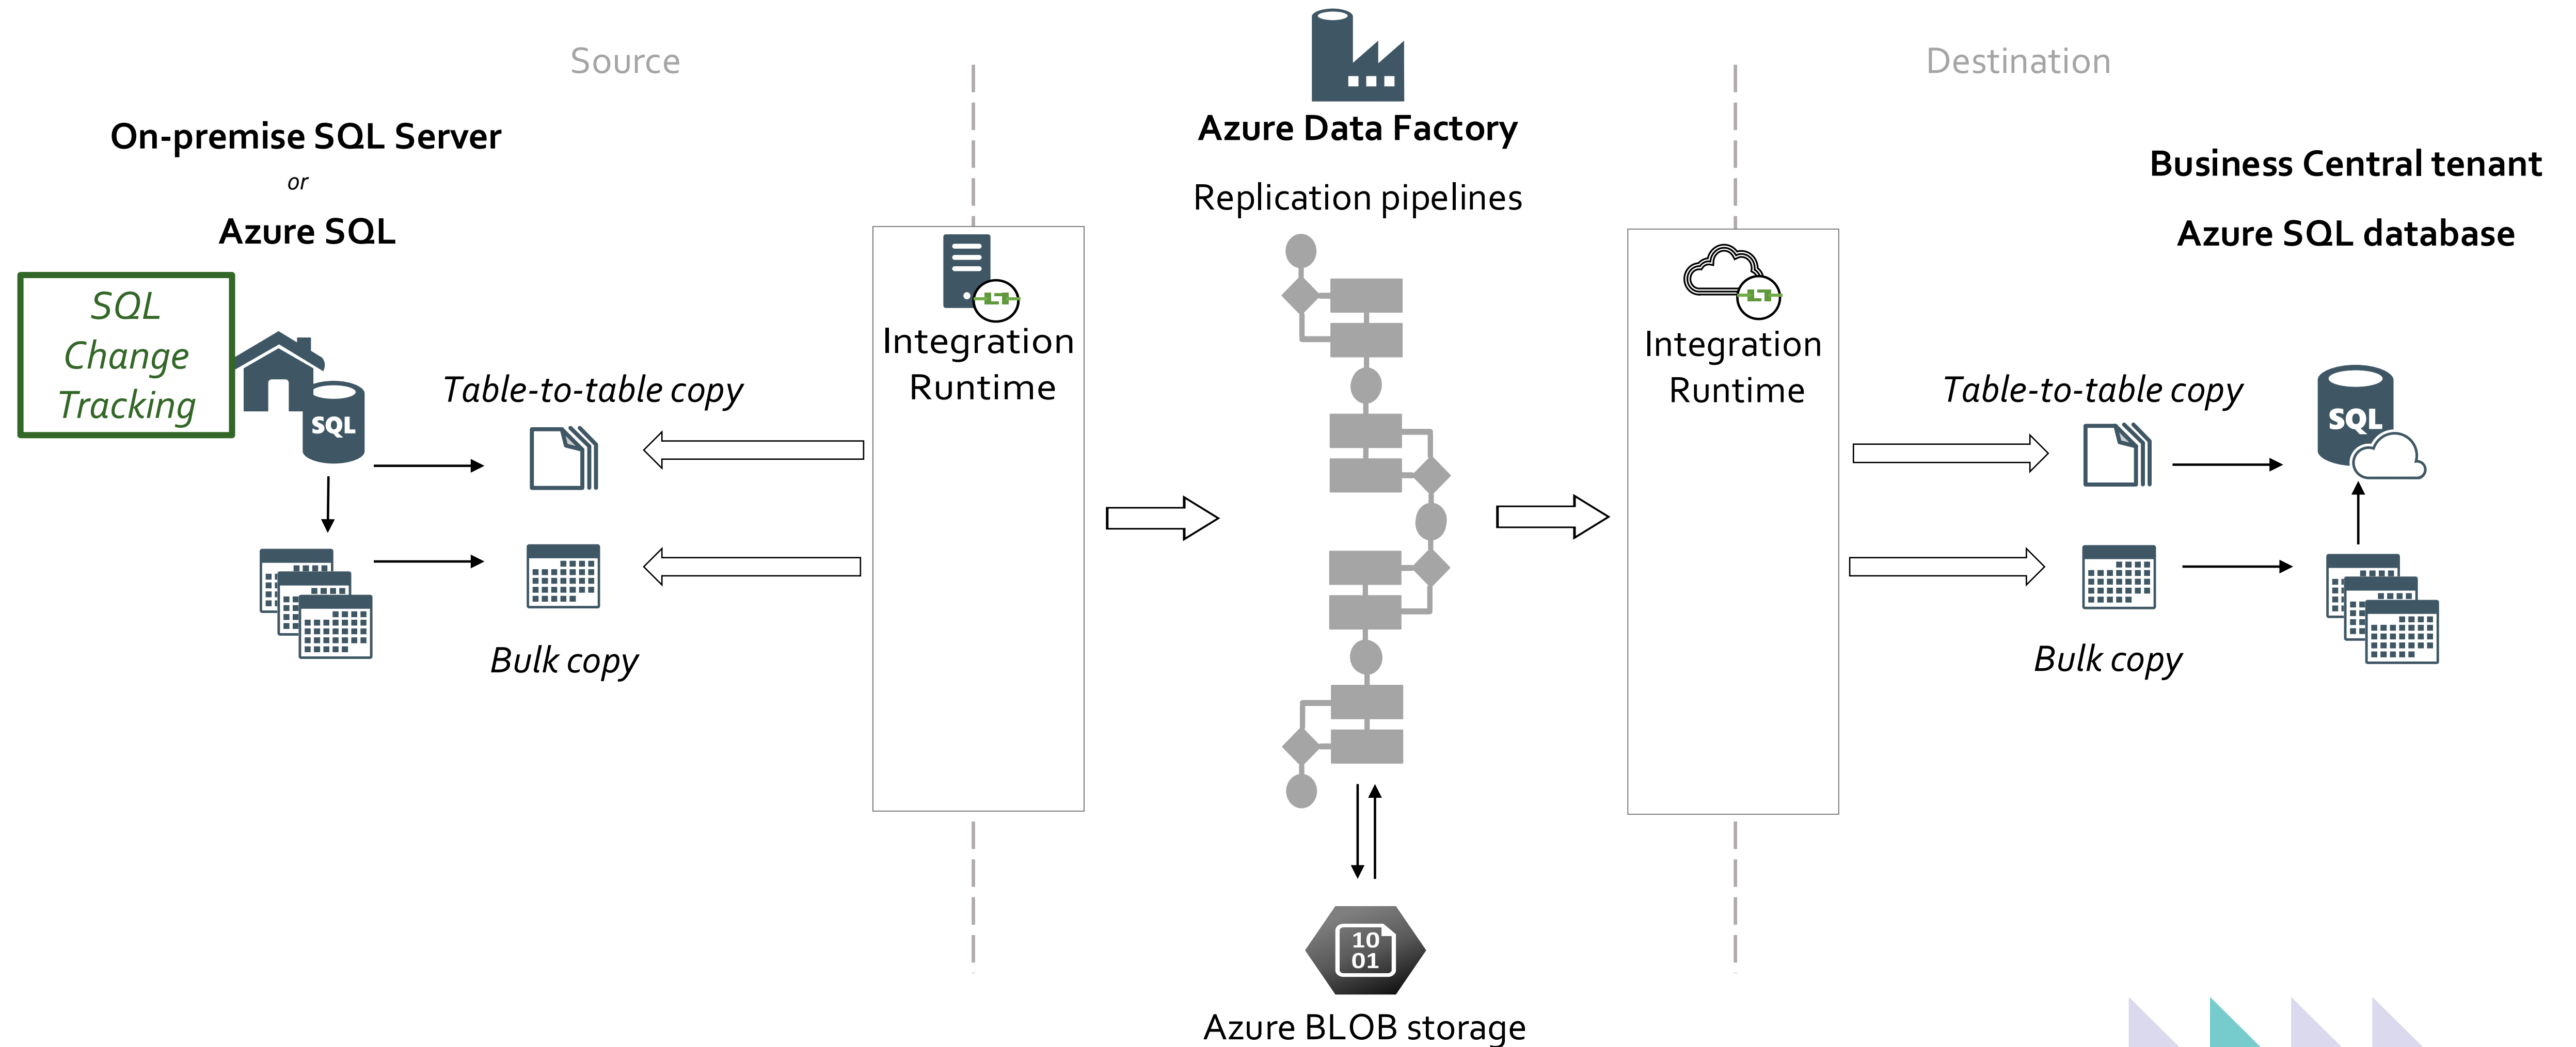 Source
Destination
On-premise SQL Server
or
Azure SQL
SQL
Change
Tracking
SQL
Table-to-table copy
Bulk copy
Integration
Runtime
Azure Data Factory
Replication pipelines
10
01
Azure BLOB storage
Integration
Runtime
Business Central tenant
Azure SQL database
Table-to-table copy
SQL
Bulk copy